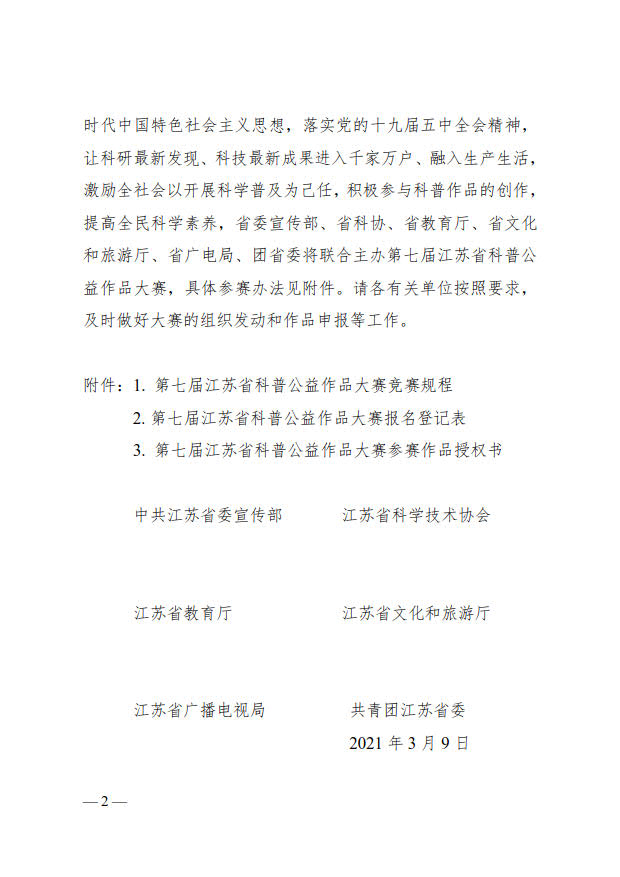 时代中国特色社会主义思想，落实党的十九届五中全会精神，
让科研最新发现、科技最新成果进入千家万户、融入生产生活，
激励全社会以开展科学普及为己任，积极参与科普作品的创作，
提高全民科学素养，省委宣传部、省科协、省教育厅、省文化
和旅游厅、省广电局、团省委将联合主办第七届江苏省科普公
益作品大赛，具体参赛办法见附件。请各有关单位按照要求，
及时做好大赛的组织发动和作品申报等工作。
附件：1. 第七届江苏省科普公益作品大赛竞赛规程
2. 第七届江苏省科普公益作品大赛报名登记表
3. 第七届江苏省科普公益作品大赛参赛作品授权书
中共江苏省委宣传部 江苏省科学技术协会
江苏省教育厅 江苏省文化和旅游厅
江苏省广播电视局 共青团江苏省委
2021 年 3 月 9 日
— 2 —